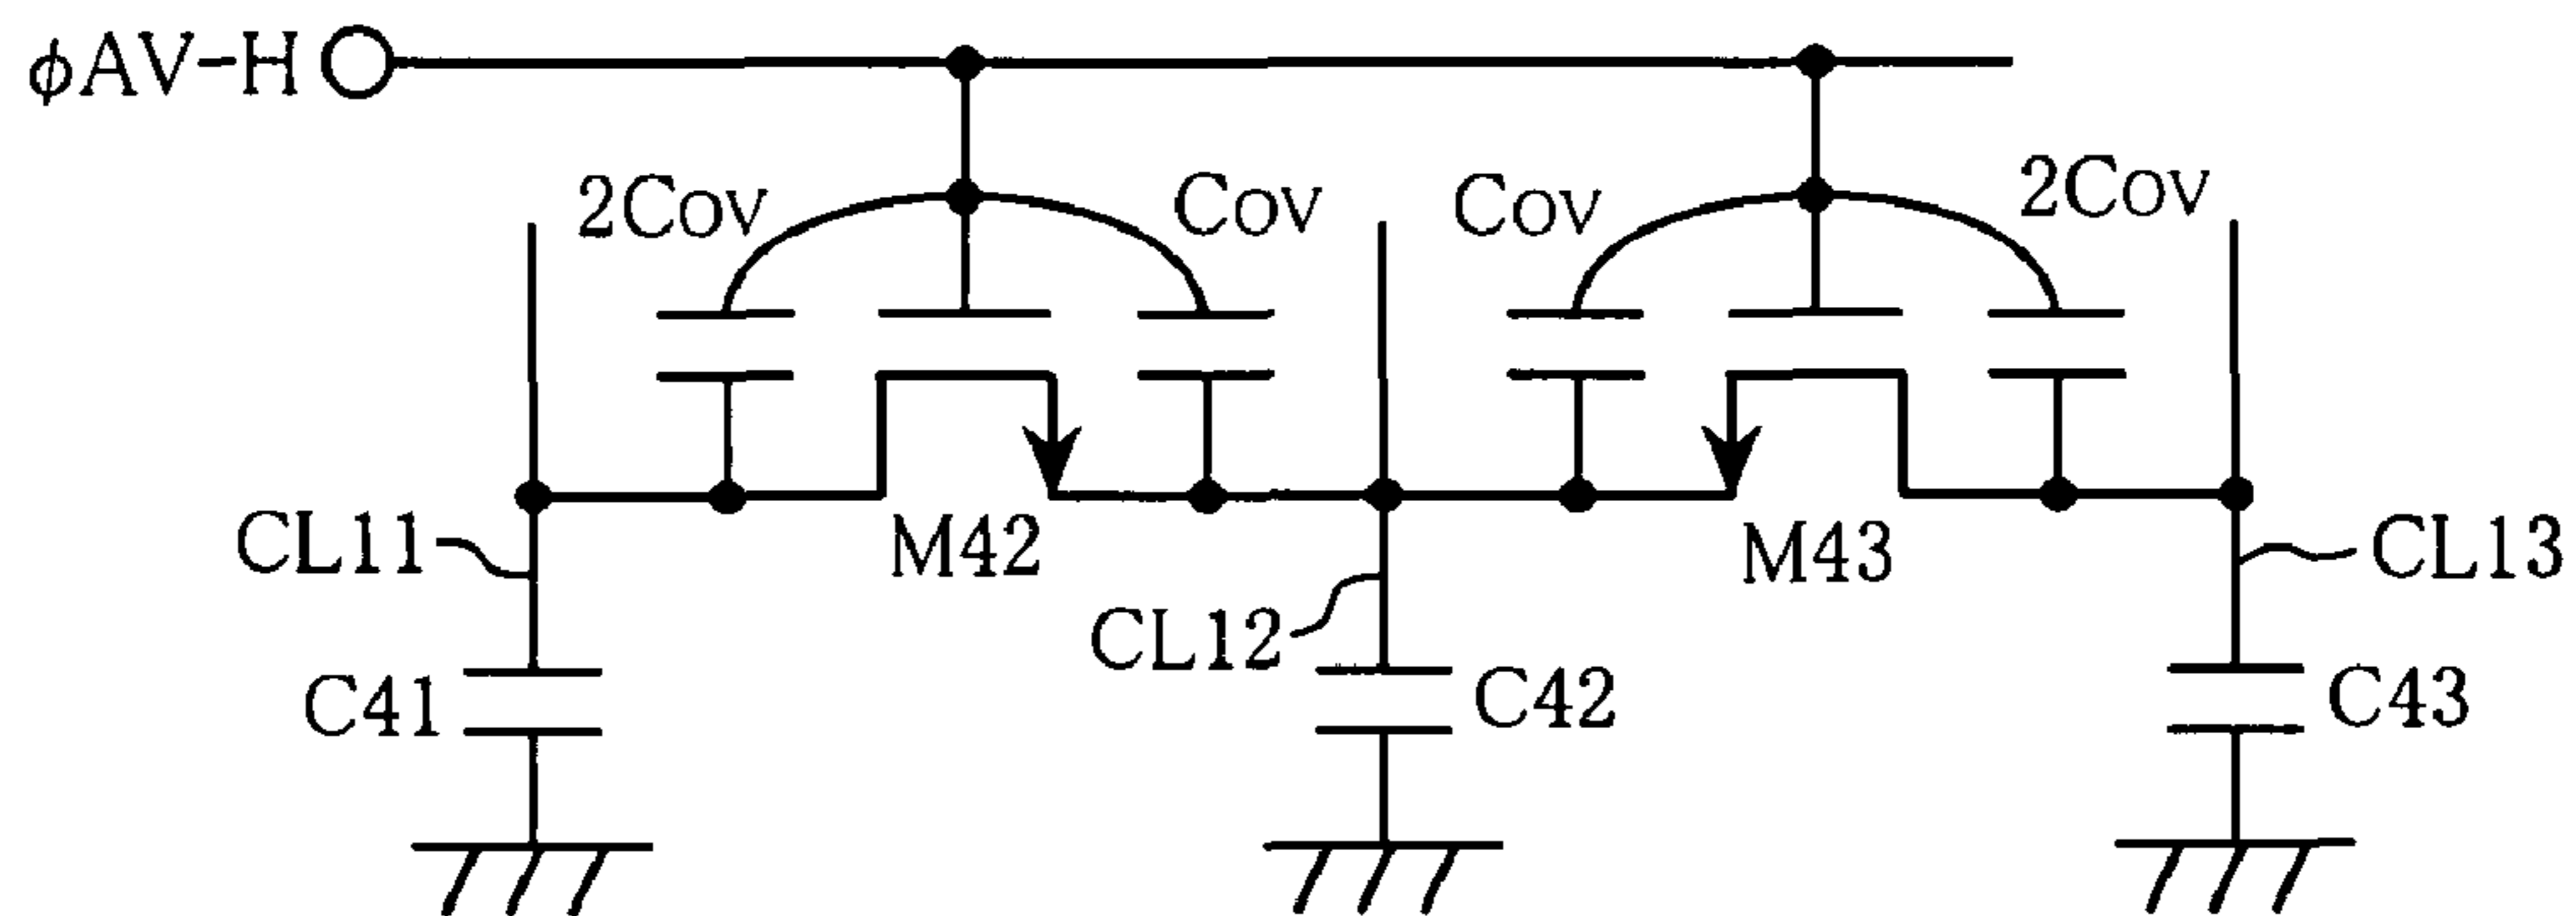 φAV-H
2COV COV COV 2COV
CL11 M42 M43 CL13
CL12
C41 C42 C43